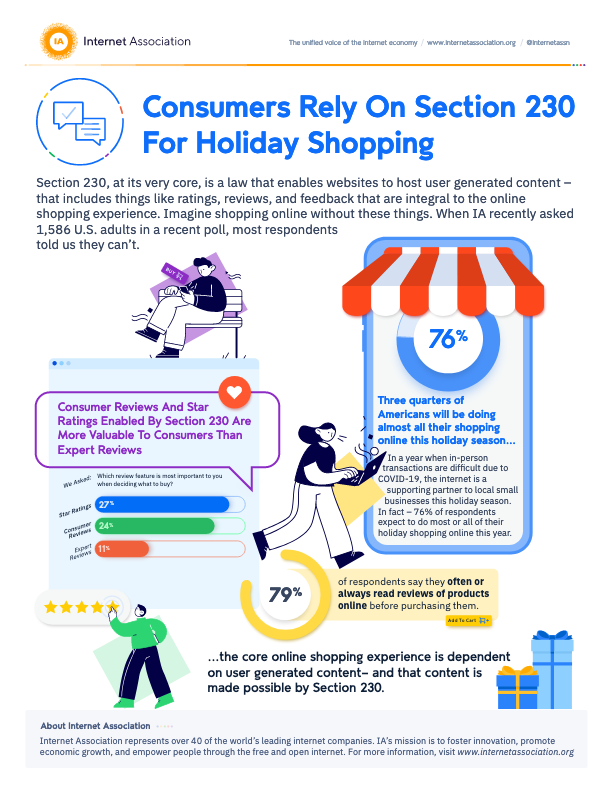 IA Internet Association
The unified voice of the internet economy / www.internetassociation.org / @internetassn
Consumers Rely On Section 230
For Holiday Shopping
Section 230, at its very core, is a law that enables websites to host user generated content –
that includes things like ratings, reviews, and feedback that are integral to the online
shopping experience. Imagine shopping online without these things. When IA recently asked
1,586 U.S. adults in a recent poll, most respondents
told us they can't.
BUY
76%
Three quarters of
Americans will be doing
almost all their shopping
online this holiday season...
In a year when in-person
transactions are difficult due to
COVID-19, the internet is a
supporting partner to local small
businesses this holiday season.
In fact – 76% of respondents
expect to do most or all of their
holiday shopping online this year.
Consumer Reviews And Star
Ratings Enabled By Section 230 Are
More Valuable To Consumers Than
Expert Reviews
We Asked:
Which review feature is most important to you
when deciding what to buy?
Star Ratings
27%
Consumer
Reviews
24%
Expert
Reviews
11%
79%
of respondents say they often or
always read reviews of products
online before purchasing them.
Add To Cart
...the core online shopping experience is dependent
on user generated content– and that content is
made possible by Section 230.
About Internet Association
Internet Association represents over 40 of the world's leading internet companies. IA's mission is to foster innovation, promote
economic growth, and empower people through the free and open internet. For more information, visit www.internetassociation.org